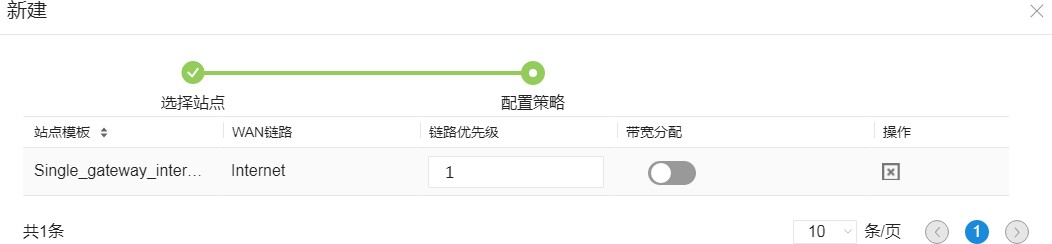 新建
选择站点 配置策略
站点模板 WAN链路 链路优先级 带宽分配 操作
Single_gateway_inter... Internet 1
共1条 10 条/页 1